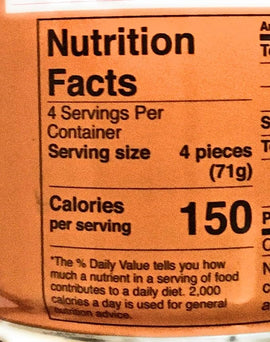 Nutrition
Facts
4 Servings Per
Container
Serving size 4 pieces
(71g)
Calories
per serving 150
*The % Daily Value tells you how
much a nutrient in a serving of food
contributes to a daily diet. 2,000
calories a day is used for general
nutrition advice.